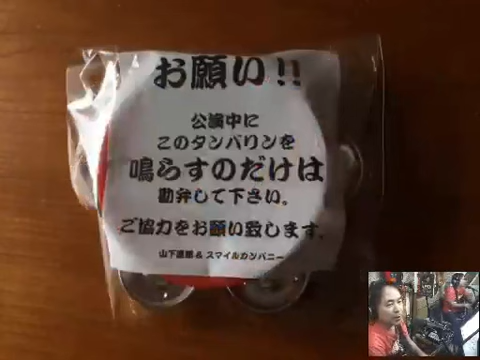 お願い!!
公演中に
このタンバリンを
鳴らすのだけは
勘弁して下さい。
ご協力をお願い致します。
山下達郎 & スマイルカンパニー